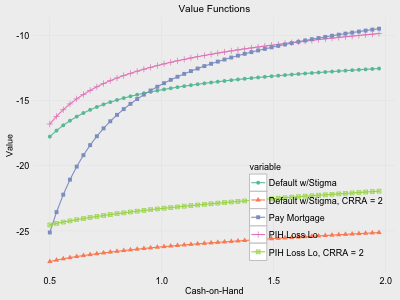 Value Functions
Value
-10
-15
-20
-25
variable
Default w/Stigma
Default w/Stigma, CRRA = 2
Pay Mortgage
PIH Loss Lo
PIH Loss Lo, CRRA = 2
0.5
1.0
1.5
2.0
Cash-on-Hand